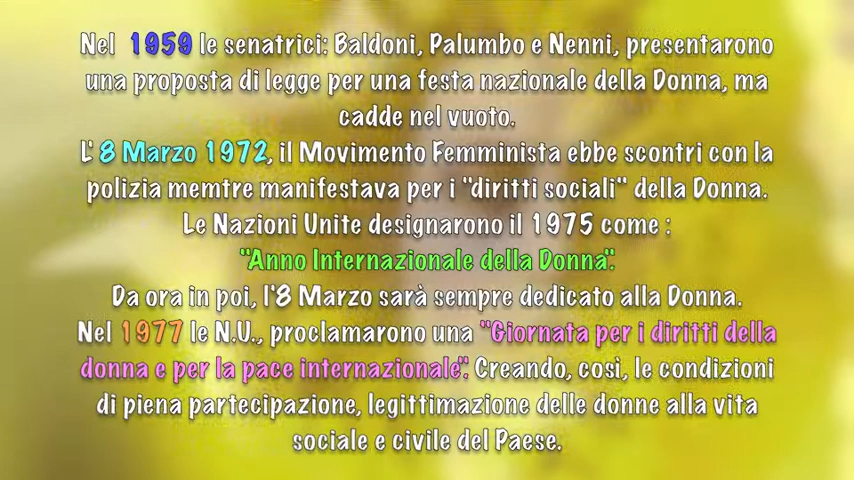 Nel 1959 le senatrici: Baldoni, Palumbo e Nenni, presentarono
una proposta di legge per una festa nazionale della Donna, ma
cadde nel vuoto.
L' 8 Marzo 1972, il Movimento Femminista ebbe scontri con la
polizia memtre manifestava per i "diritti sociali" della Donna.
Le Nazioni Unite designarono il 1975 come :
"Anno Internazionale della Donna".
Da ora in poi, l'8 Marzo sarà sempre dedicato alla Donna.
Nel 1977 le N.U., proclamarono una "Giornata per i diritti della
donna e per la pace internazionale". Creando, così, le condizioni
di piena partecipazione, legittimazione delle donne alla vita
sociale e civile del Paese.